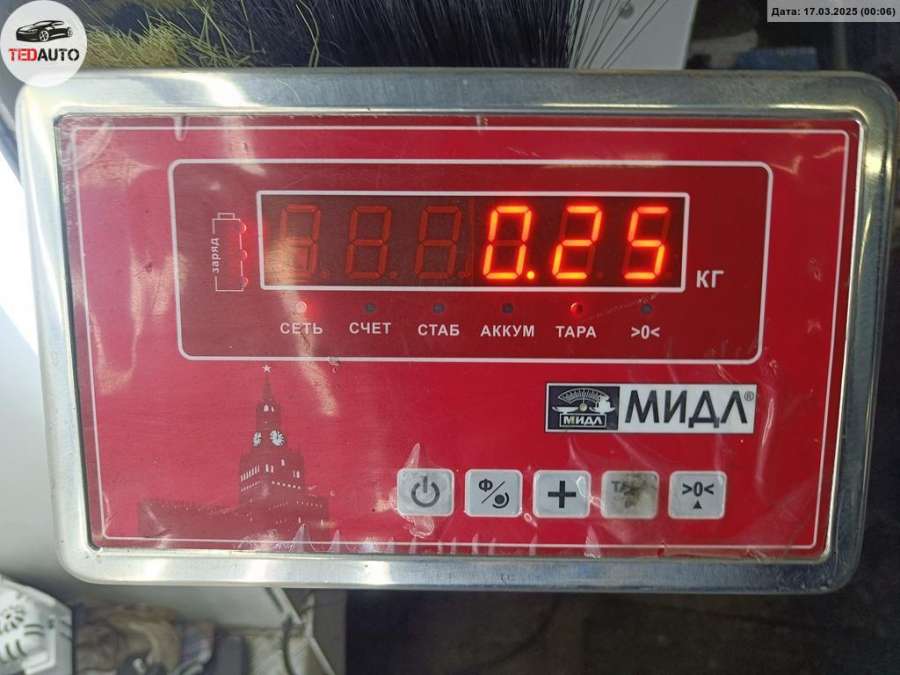 Дата: 17.03.2025 (00:06)
TEDAUTO
заряд
0.25
КГ
СЕТЬ СЧЕТ СТАБ АККУМ ТАРА >0<
МИДЛ МИДЛ®
Ф
+
>0<